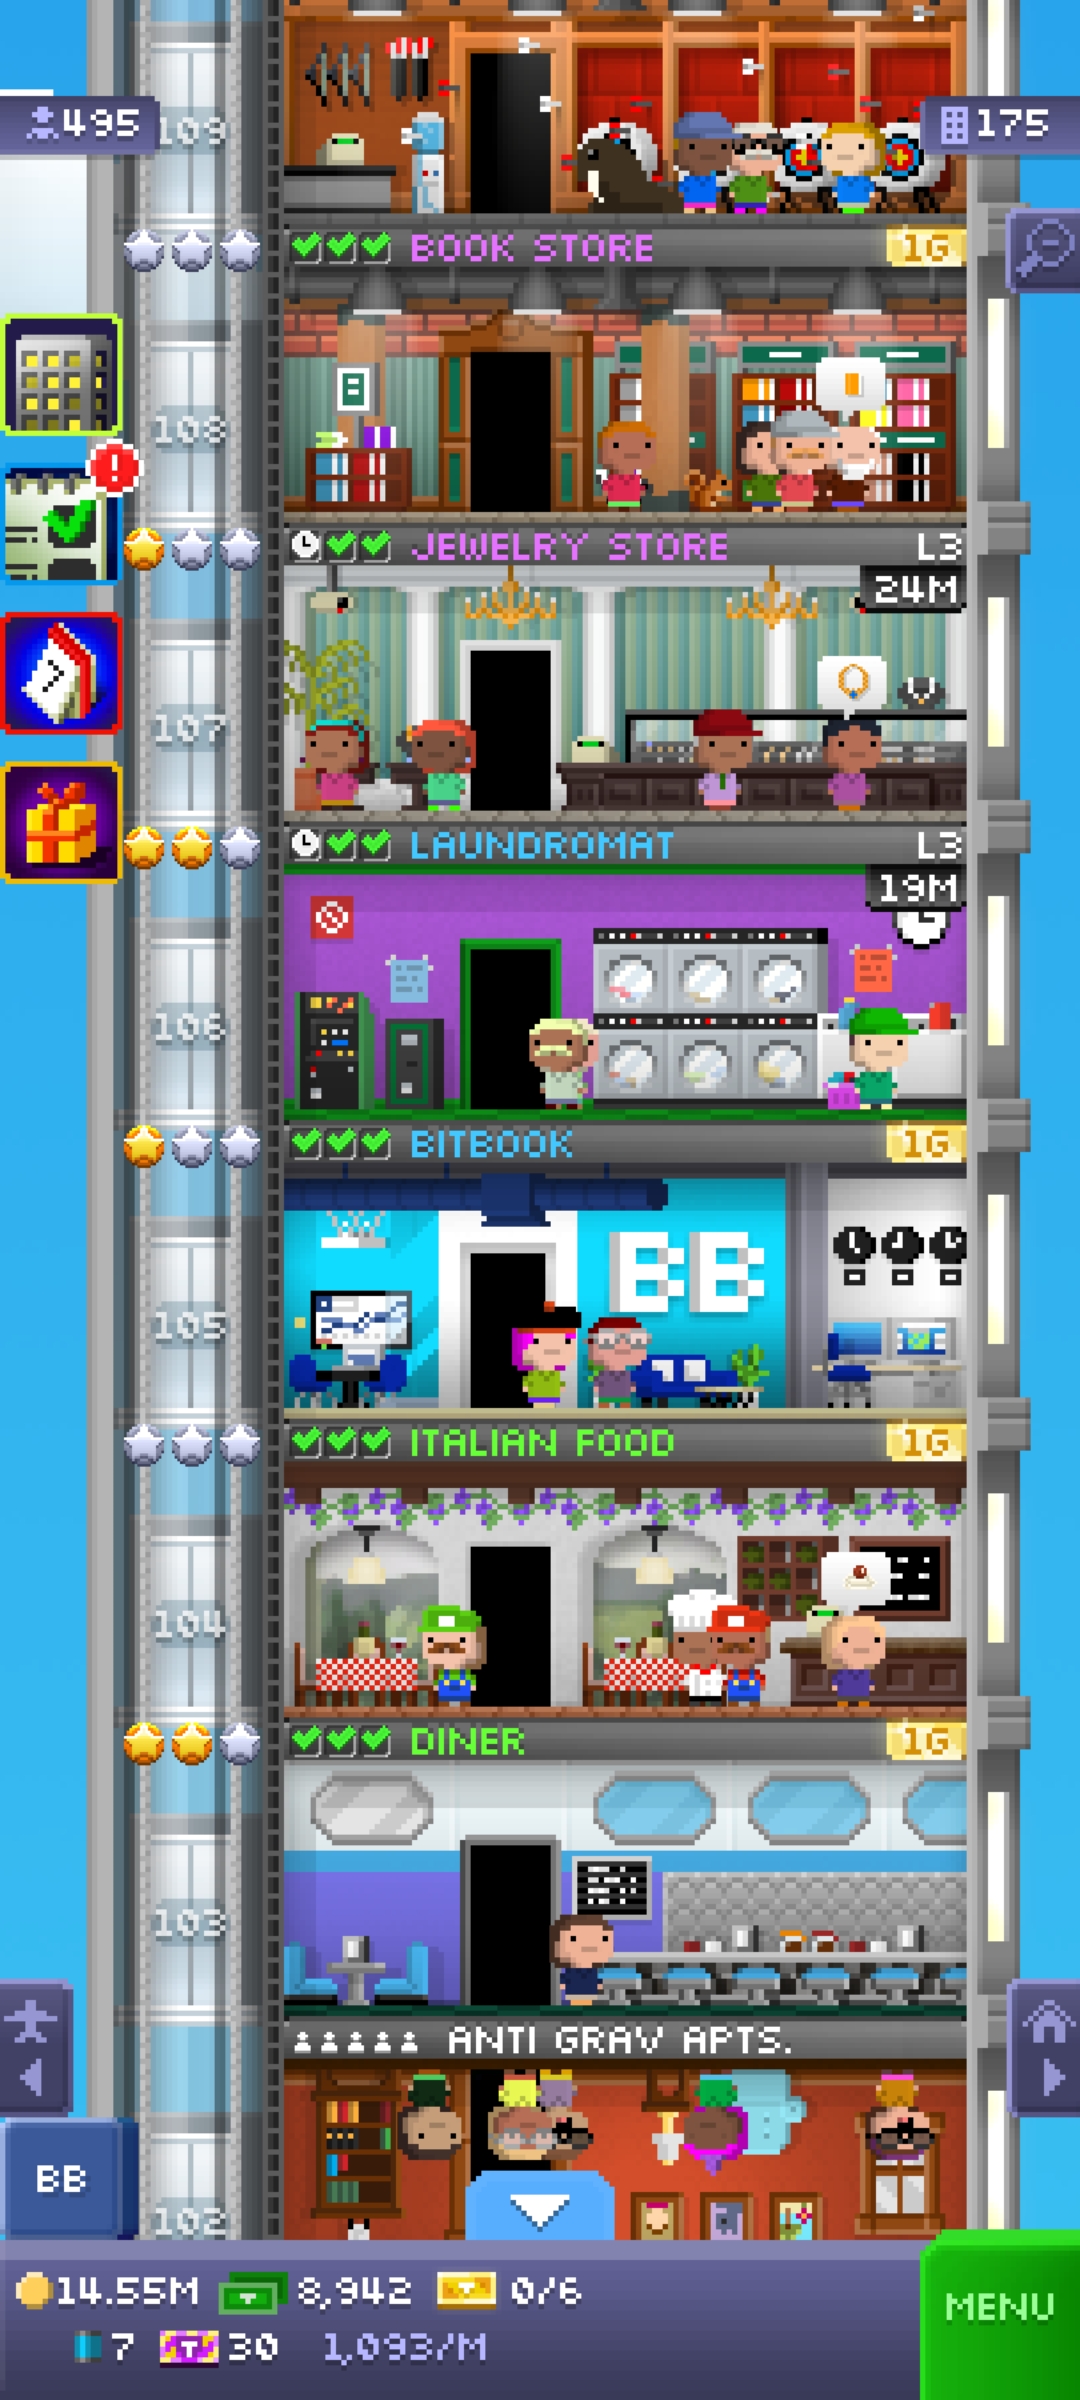 495
109
175
BOOK STORE
1G
108
JEWELRY STORE
L3
24M
107
LAUNDROMAT
L3
19M
106
BITBOOK
1G
BB
105
ITALIAN FOOD
1G
104
DINER
1G
103
ANTI GRAV APTS.
BB
102
14.55M
8,942
0/6
MENU
7
T
30
1,093/M